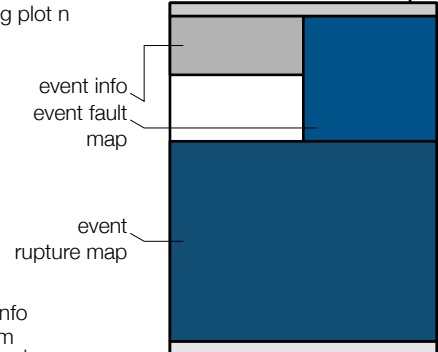 g plot n
event info
event fault
map
event
rupture map
nfo
m